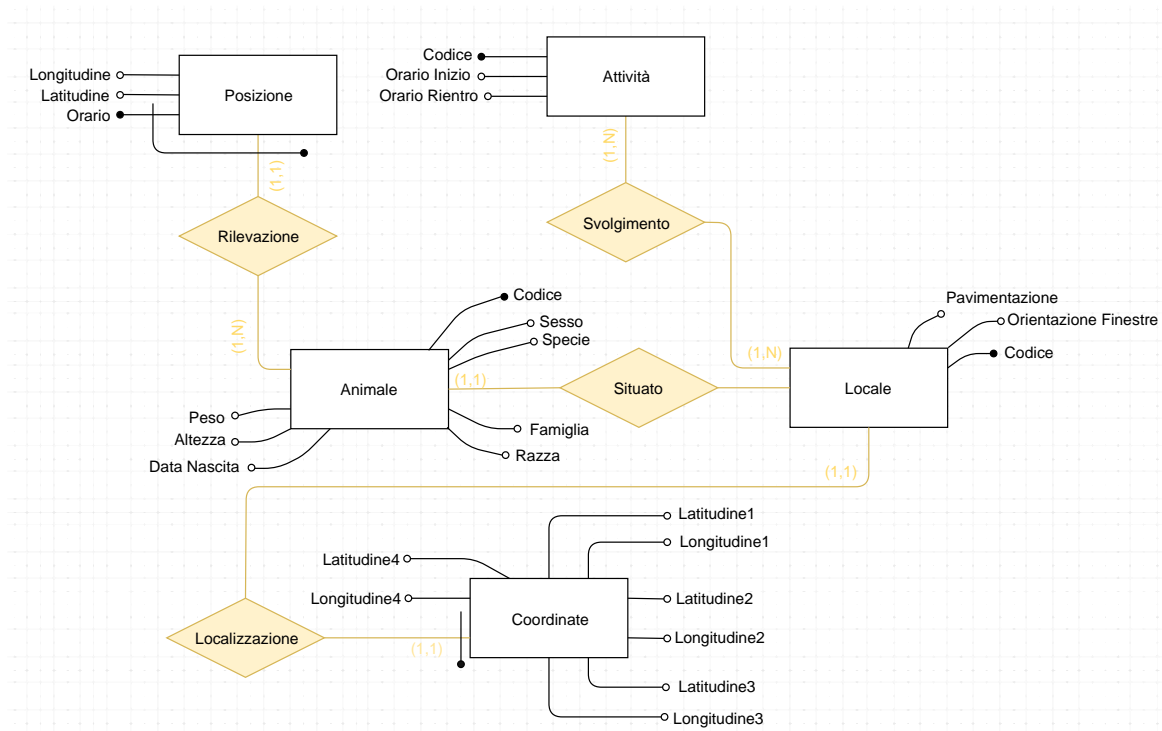 Longitudine
Latitudine
Orario
Posizione
(1,1)
Rilevazione
(1,N)
Codice
Orario Inizio
Orario Rientro
Attività
(1,N)
Svolgimento
(1,N)
Codice
Sesso
Specie
Animale
(1,1)
Situato
Peso
Altezza
Data Nascita
Famiglia
Razza
Pavimentazione
Orientazione Finestre
Codice
Locale
(1,1)
Localizzazione
(1,1)
Latitudine4
Longitudine4
Coordinate
Latitudine1
Longitudine1
Latitudine2
Longitudine2
Latitudine3
Longitudine3